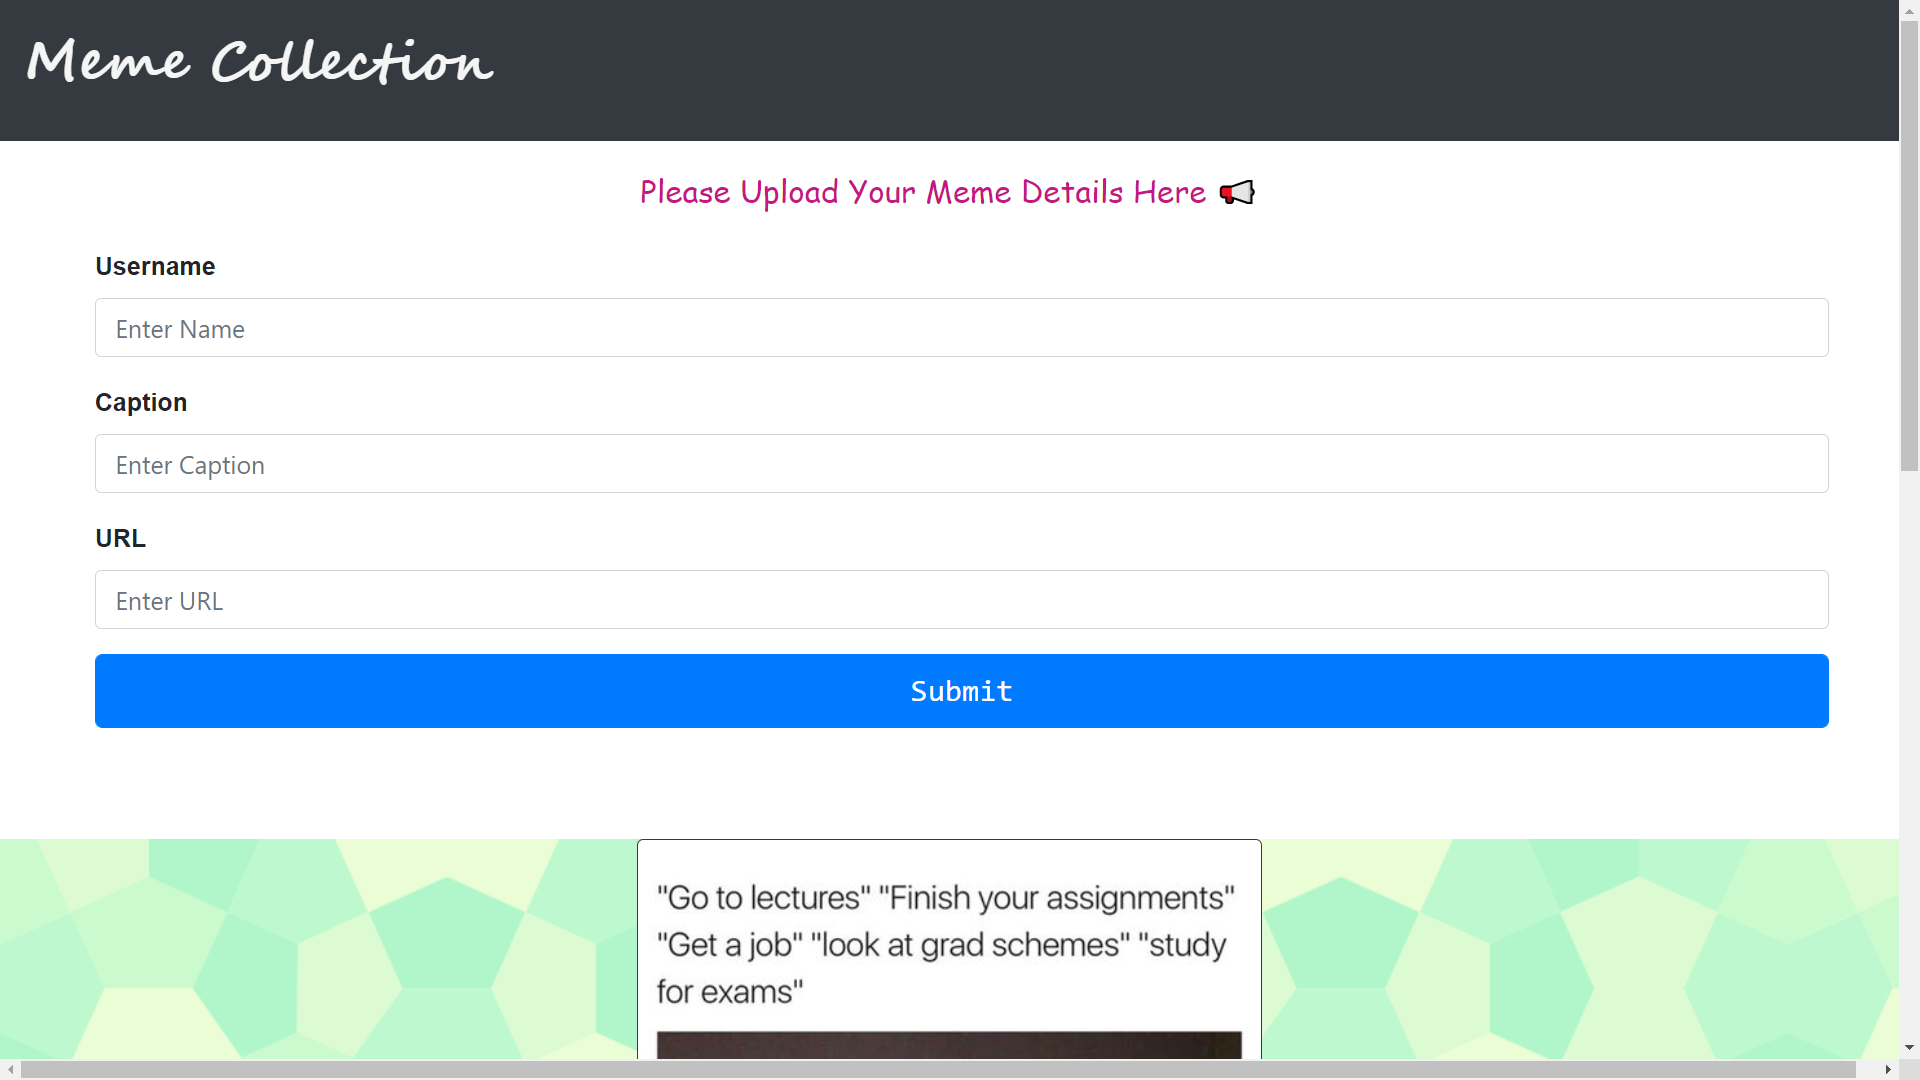 Meme Collection
Please Upload Your Meme Details Here
Username
Enter Name
Caption
Enter Caption
URL
Enter URL
Submit
"Go to lectures" "Finish your assignments"
"Get a job" "look at grad schemes" "study
for exams"